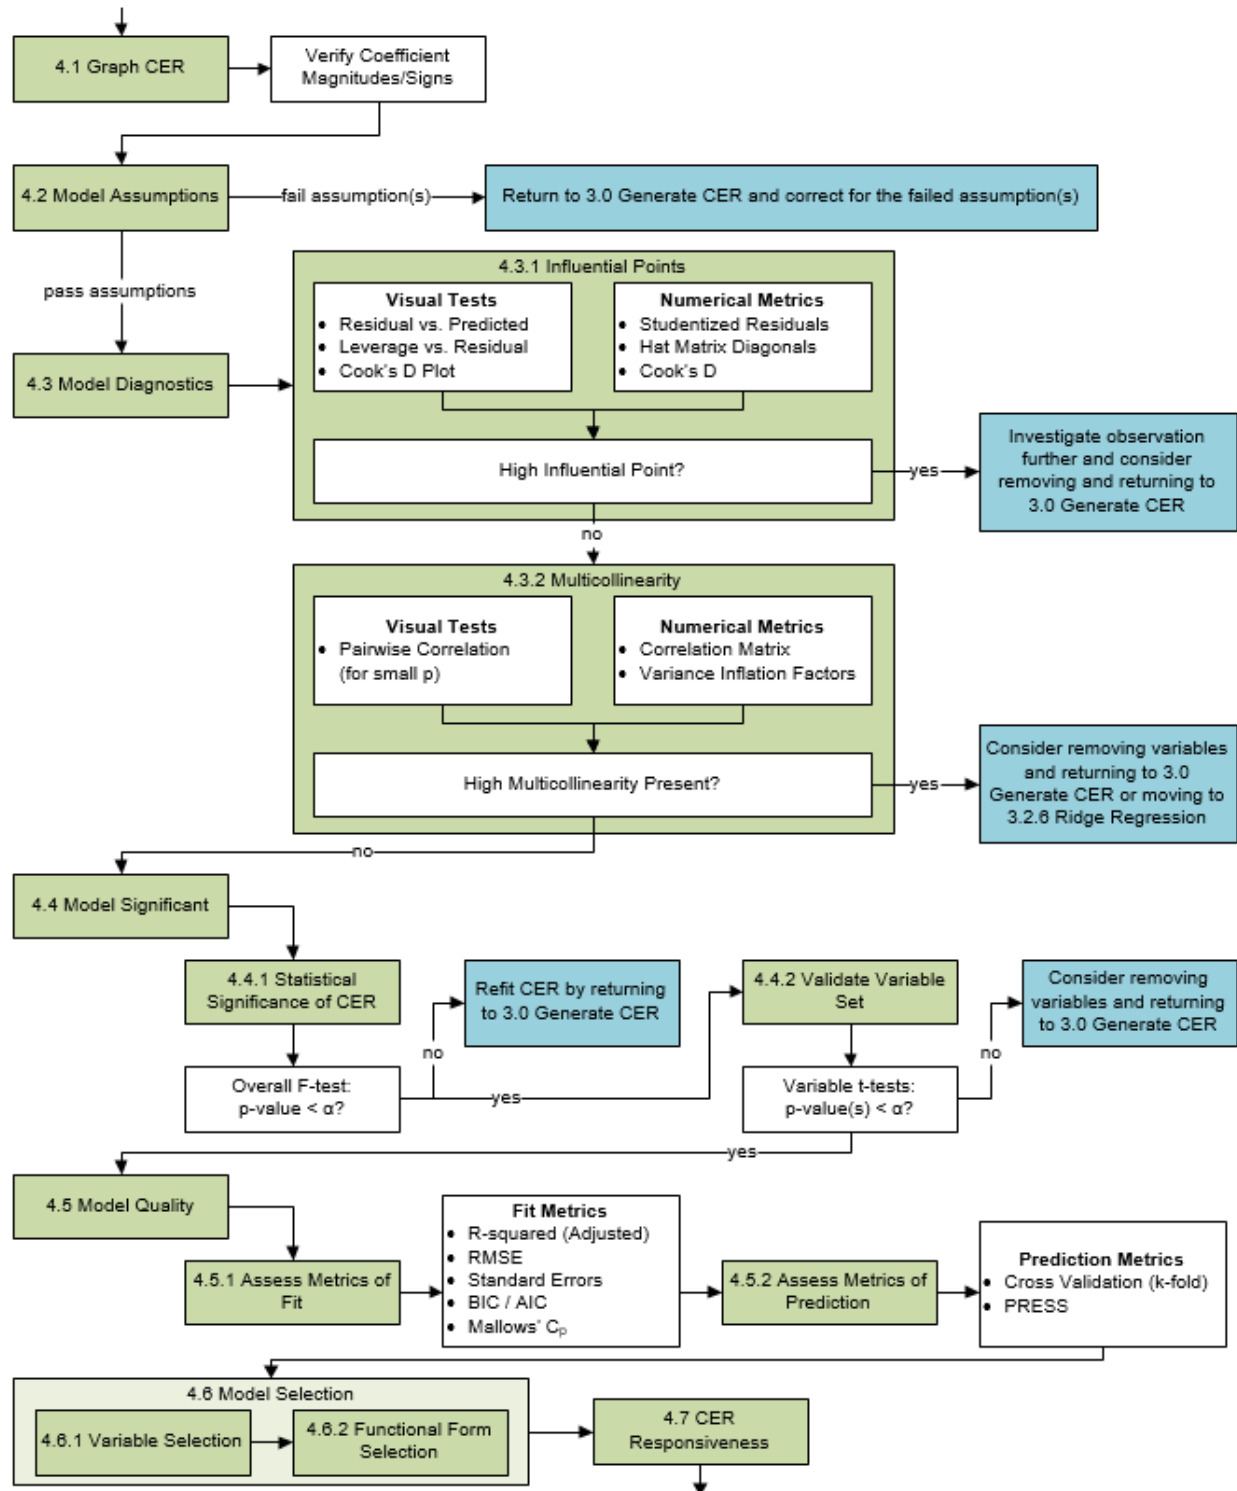 4.1 Graph CER
Verify Coefficient
Magnitudes/Signs
4.2 Model Assumptions
fail assumption(s)
Return to 3.0 Generate CER and correct for the failed assumption(s)
pass assumptions
4.3 Model Diagnostics
4.3.1 Influential Points
Visual Tests
• Residual vs. Predicted
• Leverage vs. Residual
• Cook's D Plot
Numerical Metrics
• Studentized Residuals
• Hat Matrix Diagonals
• Cook's D
High Influential Point?
yes
Investigate observation
further and consider
removing and returning to
3.0 Generate CER
no
4.3.2 Multicollinearity
Visual Tests
• Pairwise Correlation
(for small p)
Numerical Metrics
• Correlation Matrix
• Variance Inflation Factors
High Multicollinearity Present?
yes
Consider removing variables
and returning to 3.0
Generate CER or moving to
3.2.6 Ridge Regression
no
4.4 Model Significant
4.4.1 Statistical
Significance of CER
Overall F-test:
p-value < α?
no
Refit CER by returning
to 3.0 Generate CER
yes
4.4.2 Validate Variable
Set
Variable t-tests:
p-value(s) < α?
no
Consider removing
variables and returning
to 3.0 Generate CER
yes
4.5 Model Quality
4.5.1 Assess Metrics of
Fit
Fit Metrics
• R-squared (Adjusted)
• RMSE
• Standard Errors
• BIC / AIC
• Mallows' Cp
4.5.2 Assess Metrics of
Prediction
Prediction Metrics
• Cross Validation (k-fold)
• PRESS
4.6 Model Selection
4.6.1 Variable Selection
4.6.2 Functional Form
Selection
4.7 CER
Responsiveness